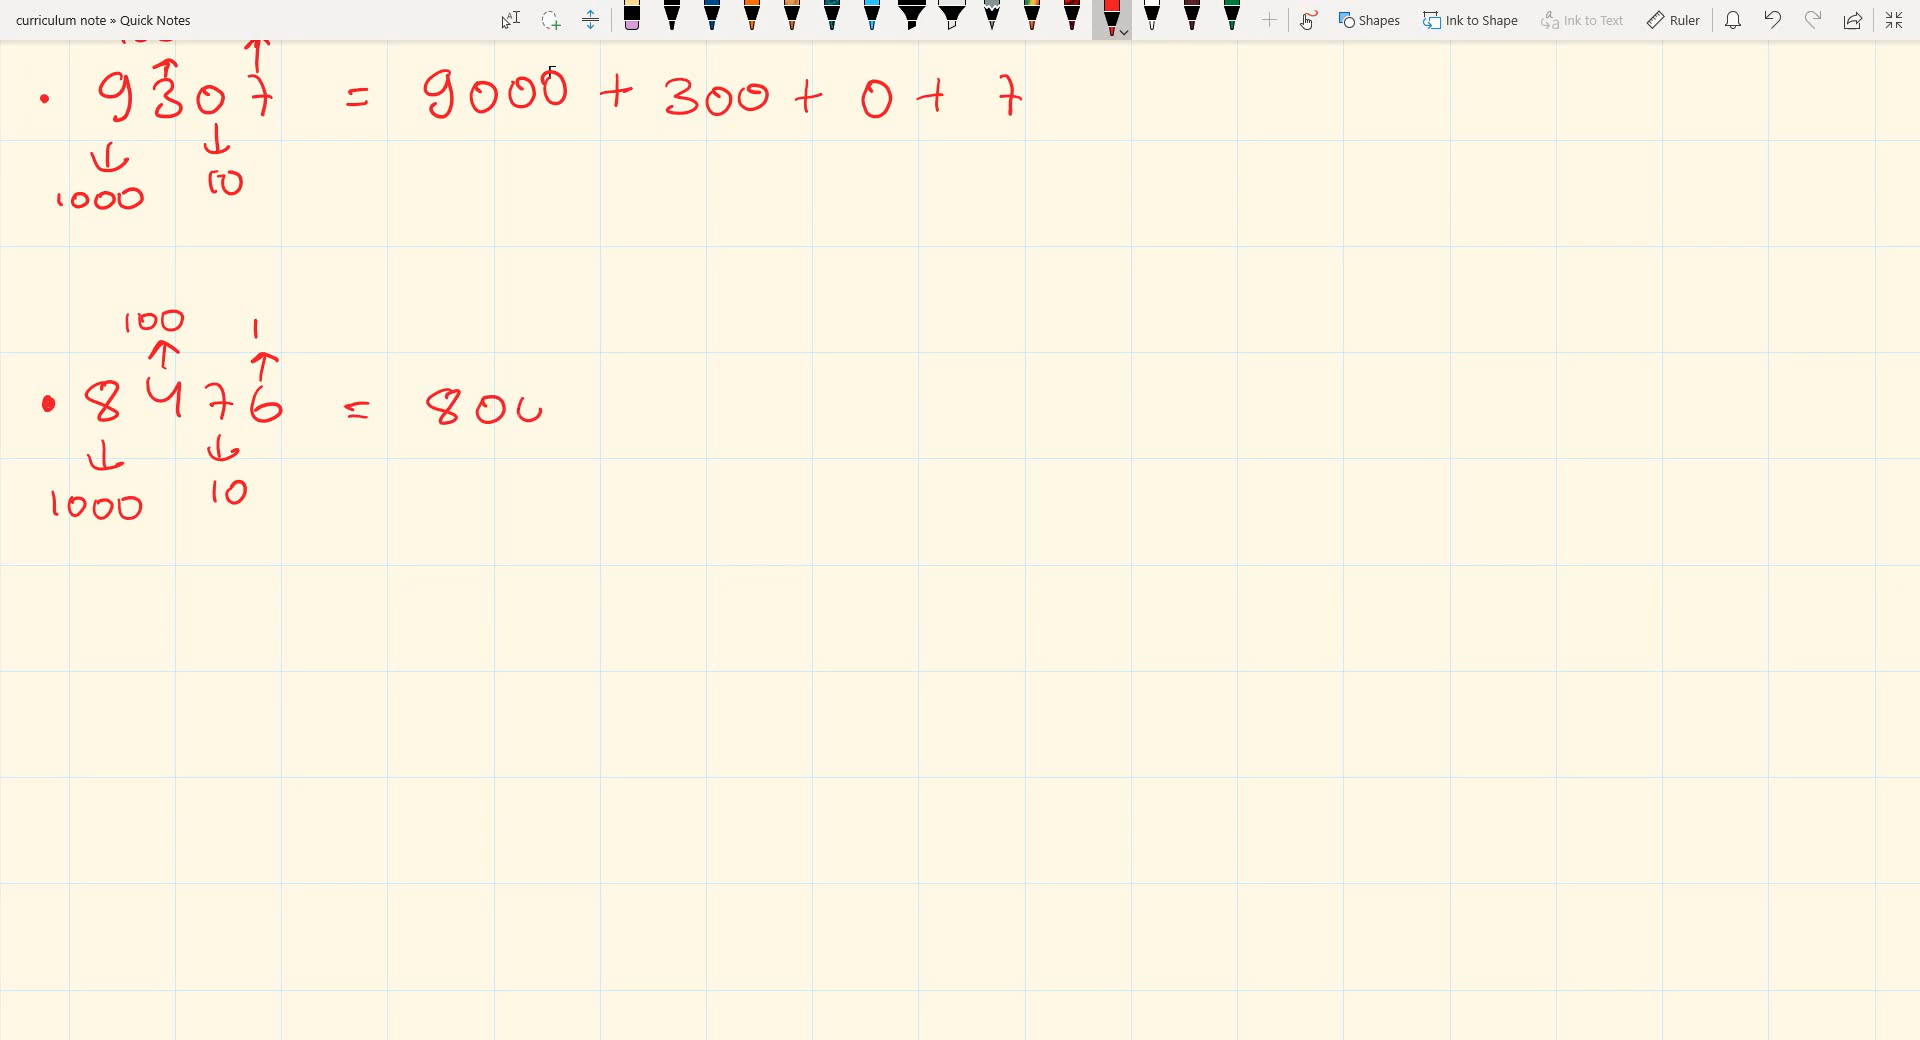 curriculum note » Quick Notes Shapes Ink to Shape Ink to Text Ruler
• 9307 = 9000 + 300 + 0 + 7
1000 10
100 1
• 8476 = 800
1000 10